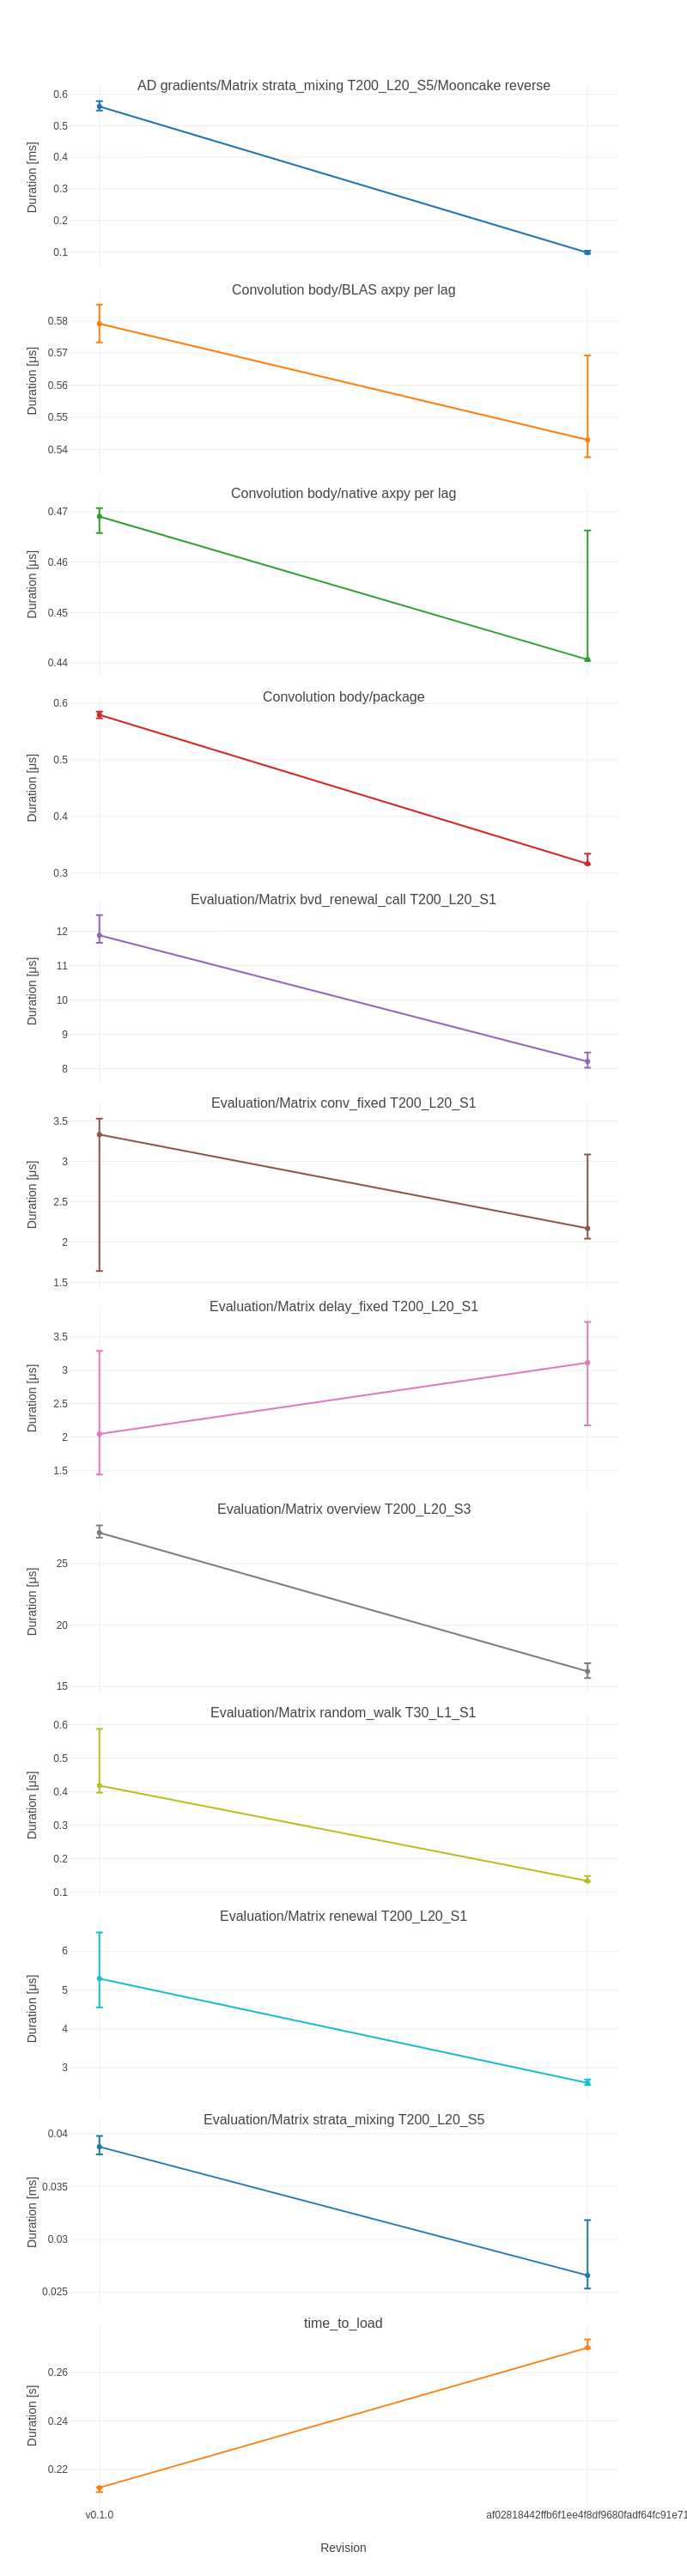 AD gradients/Matrix strata_mixing T200_L20_S5/Mooncake reverse
0.6
0.5
0.4
0.3
0.2
0.1
Duration [ms]
Convolution body/BLAS axpy per lag
0.58
0.57
0.56
0.55
0.54
Duration [μs]
Convolution body/native axpy per lag
0.47
0.46
0.45
0.44
Duration [μs]
Convolution body/package
0.6
0.5
0.4
0.3
Duration [μs]
Evaluation/Matrix bvd_renewal_call T200_L20_S1
12
11
10
9
8
Duration [μs]
Evaluation/Matrix conv_fixed T200_L20_S1
3.5
3
2.5
2
1.5
Duration [μs]
Evaluation/Matrix delay_fixed T200_L20_S1
3.5
3
2.5
2
1.5
Duration [μs]
Evaluation/Matrix overview T200_L20_S3
25
20
15
Duration [μs]
Evaluation/Matrix random_walk T30_L1_S1
0.6
0.5
0.4
0.3
0.2
0.1
Duration [μs]
Evaluation/Matrix renewal T200_L20_S1
6
5
4
3
Duration [μs]
Evaluation/Matrix strata_mixing T200_L20_S5
0.04
0.035
0.03
0.025
Duration [ms]
time_to_load
0.26
0.24
0.22
Duration [s]
v0.1.0
af02818442ffb6f1ee4f8df9680fadf64fc91e71
Revision